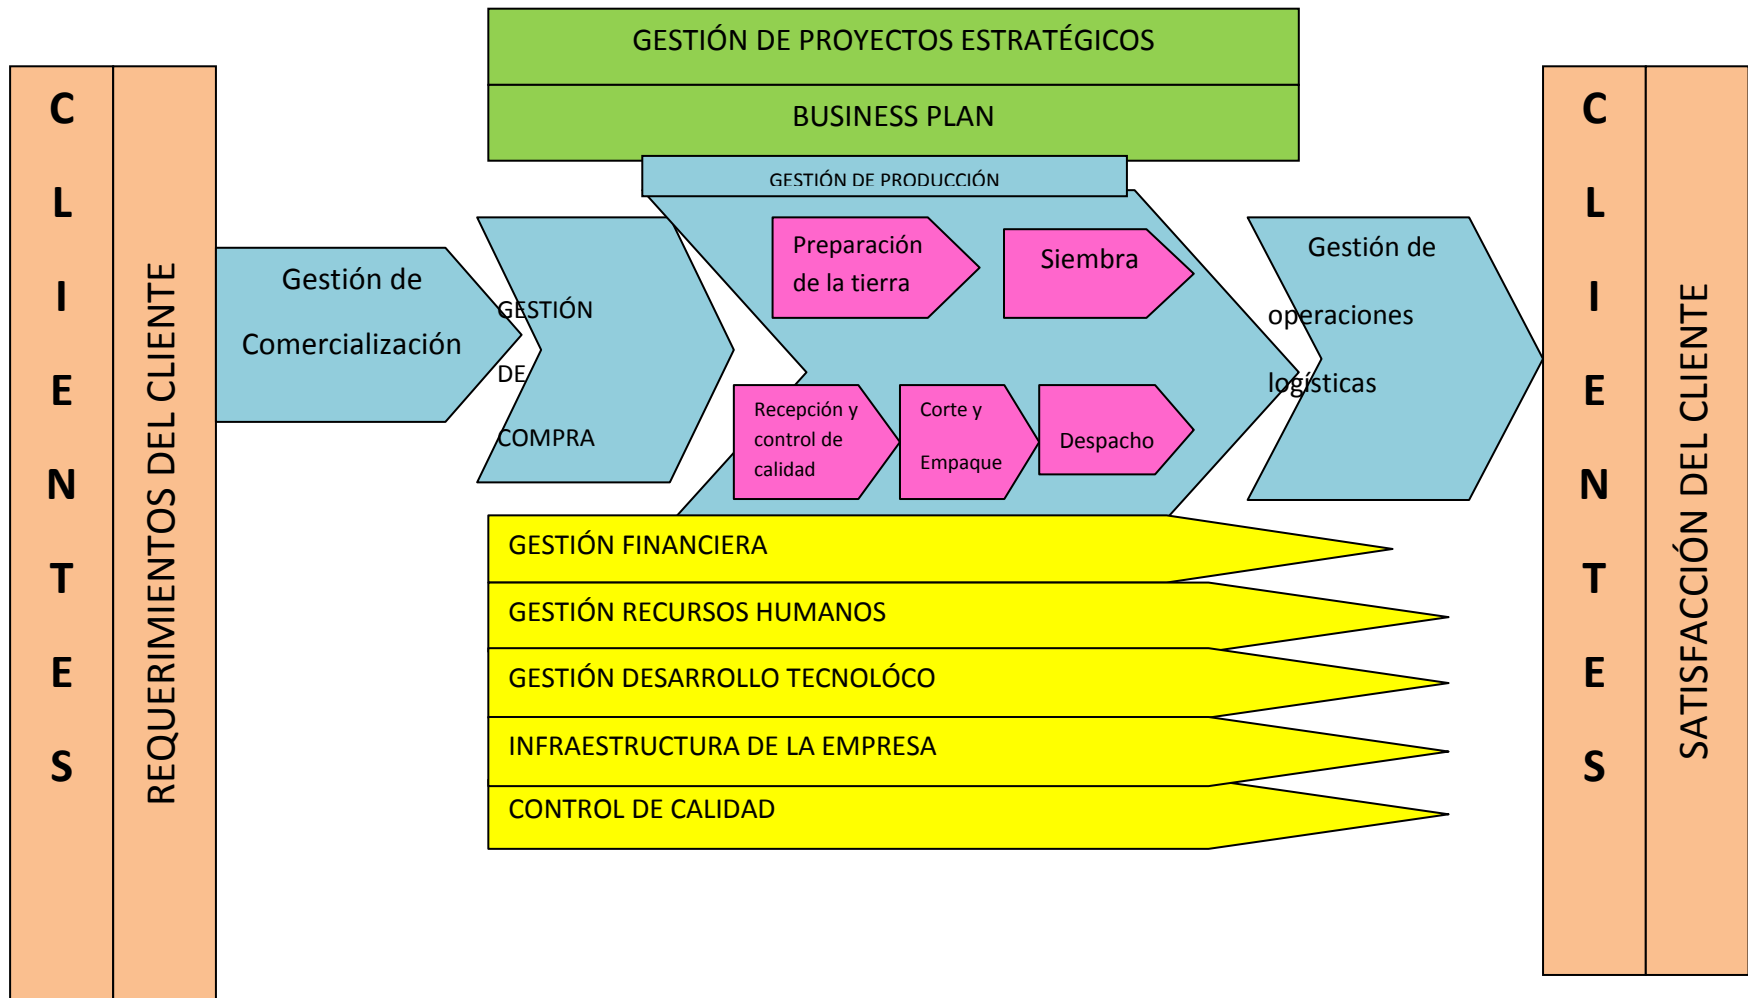 GESTIÓN DE PROYECTOS ESTRATÉGICOS
BUSINESS PLAN
CLIENTES
REQUERIMIENTOS DEL CLIENTE
Gestión de
Comercialización
GESTIÓN
DE
COMPRA
GESTIÓN DE PRODUCCIÓN
Preparación
de la tierra
Siembra
Recepción y
control de
calidad
Corte y
Empaque
Despacho
Gestión de
operaciones
logísticas
GESTIÓN FINANCIERA
GESTIÓN RECURSOS HUMANOS
GESTIÓN DESARROLLO TECNOLÓCO
INFRAESTRUCTURA DE LA EMPRESA
CONTROL DE CALIDAD
CLIENTES
SATISFACCIÓN DEL CLIENTE